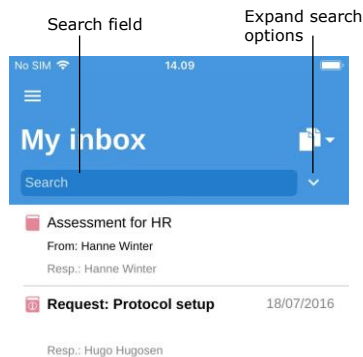 Search field
Expand search
options
No SIM 14.09
My inbox
Search
Assessment for HR
From: Hanne Winter
Resp.: Hanne Winter
Request: Protocol setup 18/07/2016
Resp.: Hugo Hugosen